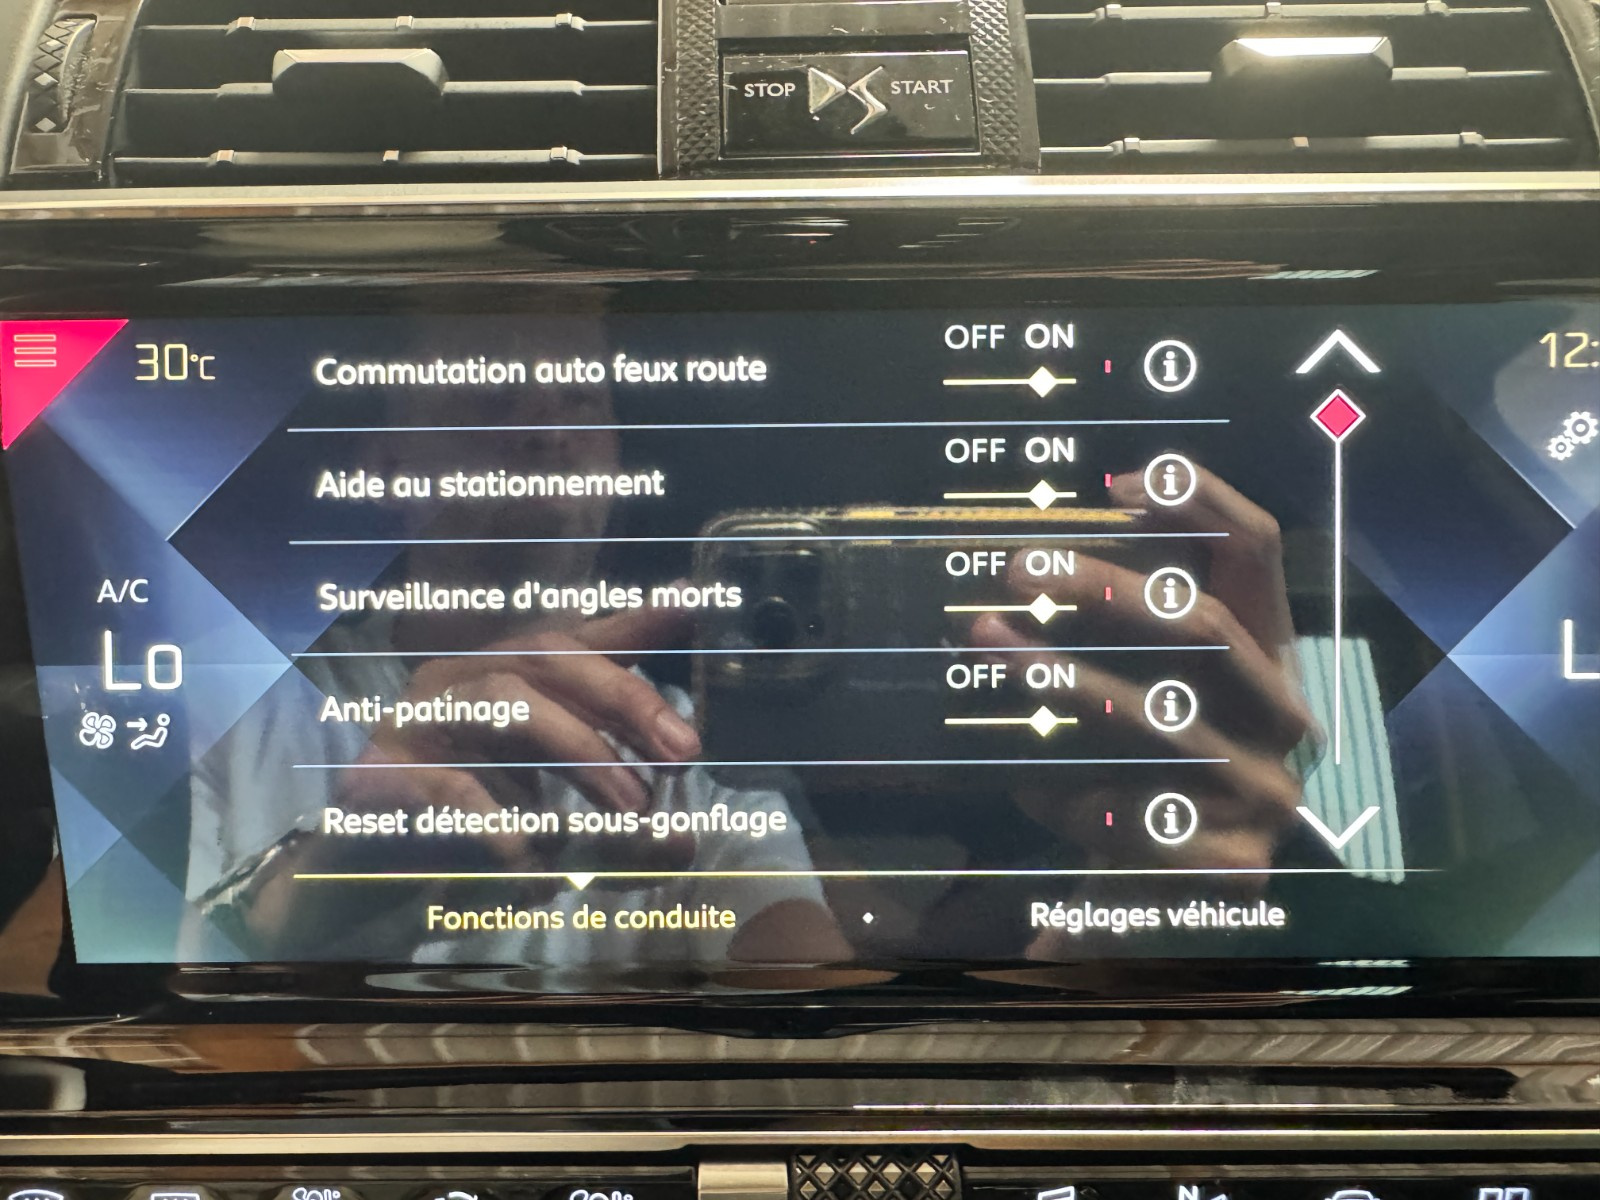 STOP START
30°C
12:
Commutation auto feux route
OFF ON
Aide au stationnement
OFF ON
Surveillance d'angles morts
OFF ON
A/C
Lo
L
Anti-patinage
OFF ON
Reset détection sous-gonflage
Fonctions de conduite
Réglages véhicule
N